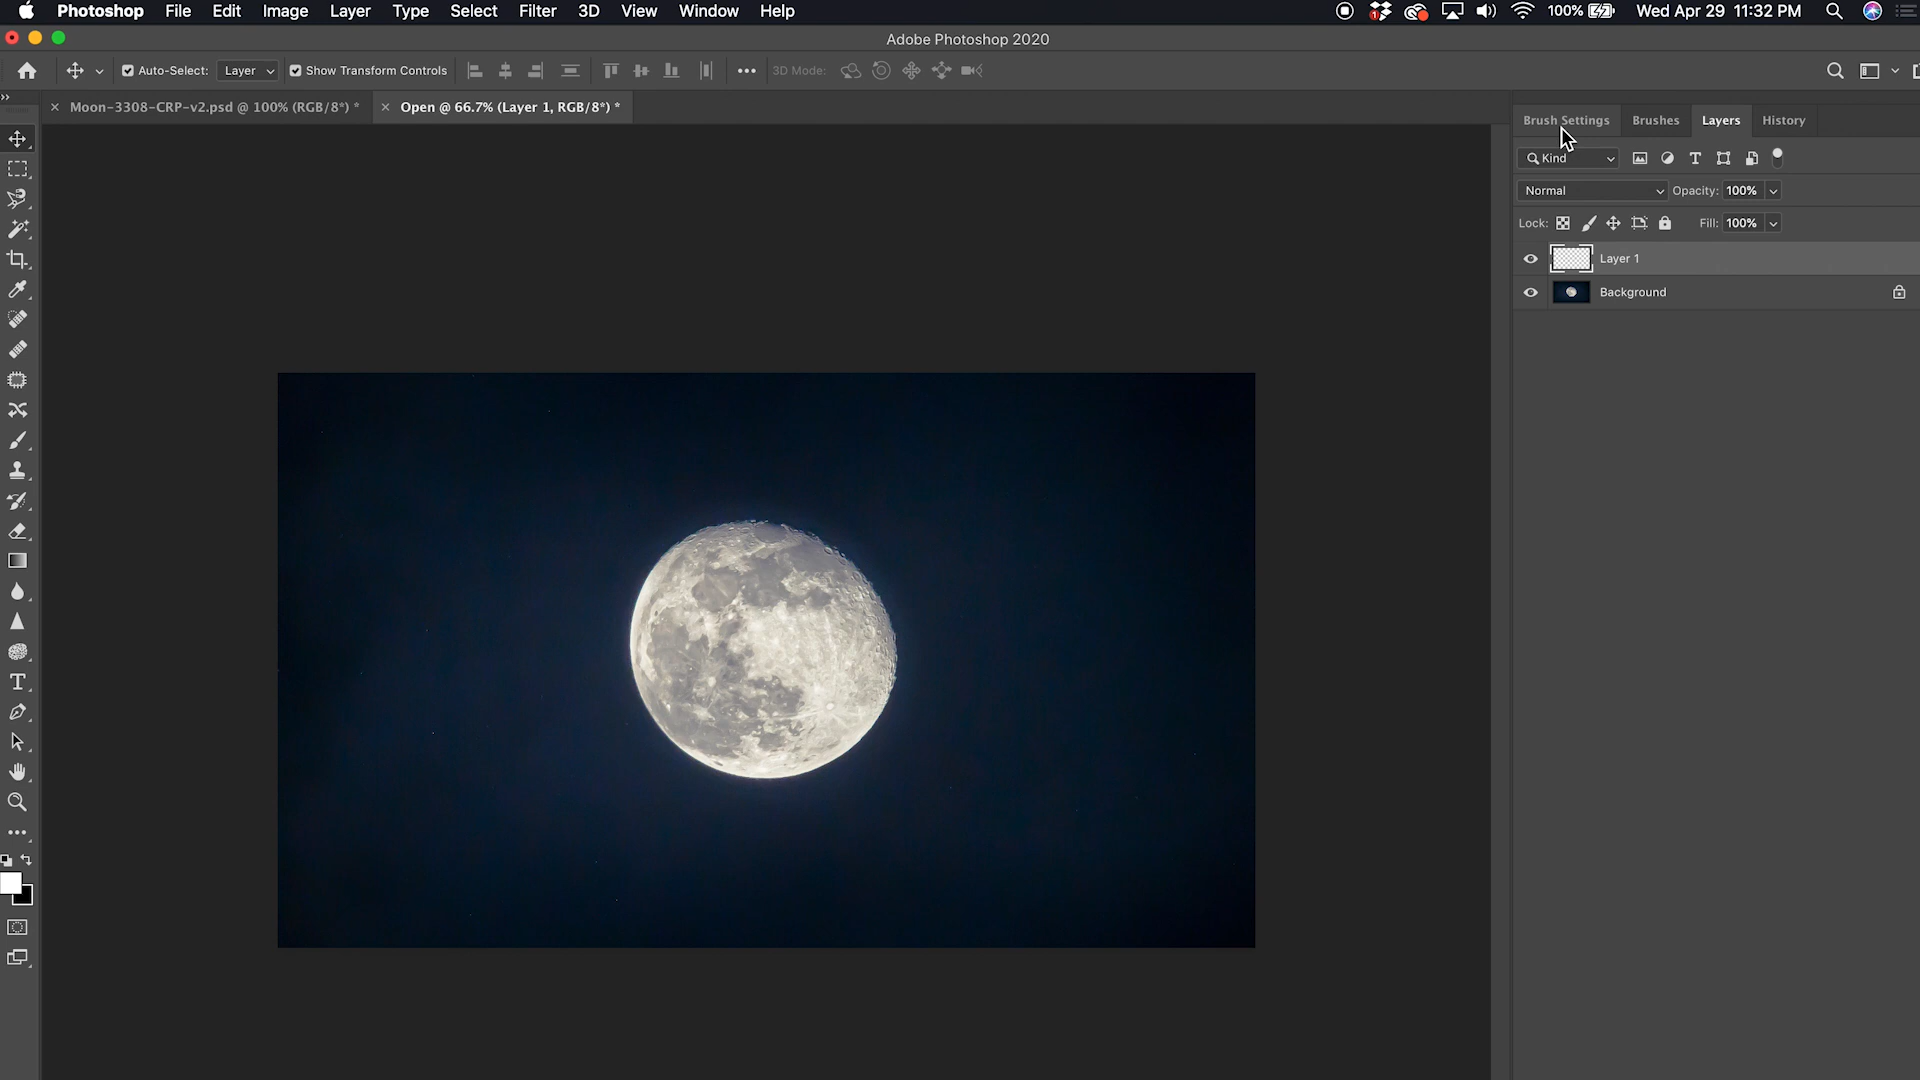 Photoshop File Edit Image Layer Type Select Filter 3D View Window Help 1 100% Wed Apr 29 11:32 PM
Adobe Photoshop 2020
Auto-Select: Layer Show Transform Controls 3D Mode:
Moon-3308-CRP-v2.psd @ 100% (RGB/8*) * Open @ 66.7% (Layer 1, RGB/8*) *
Brush Settings Brushes Layers History
Kind
Normal Opacity: 100%
Lock: Fill: 100%
Layer 1
Background